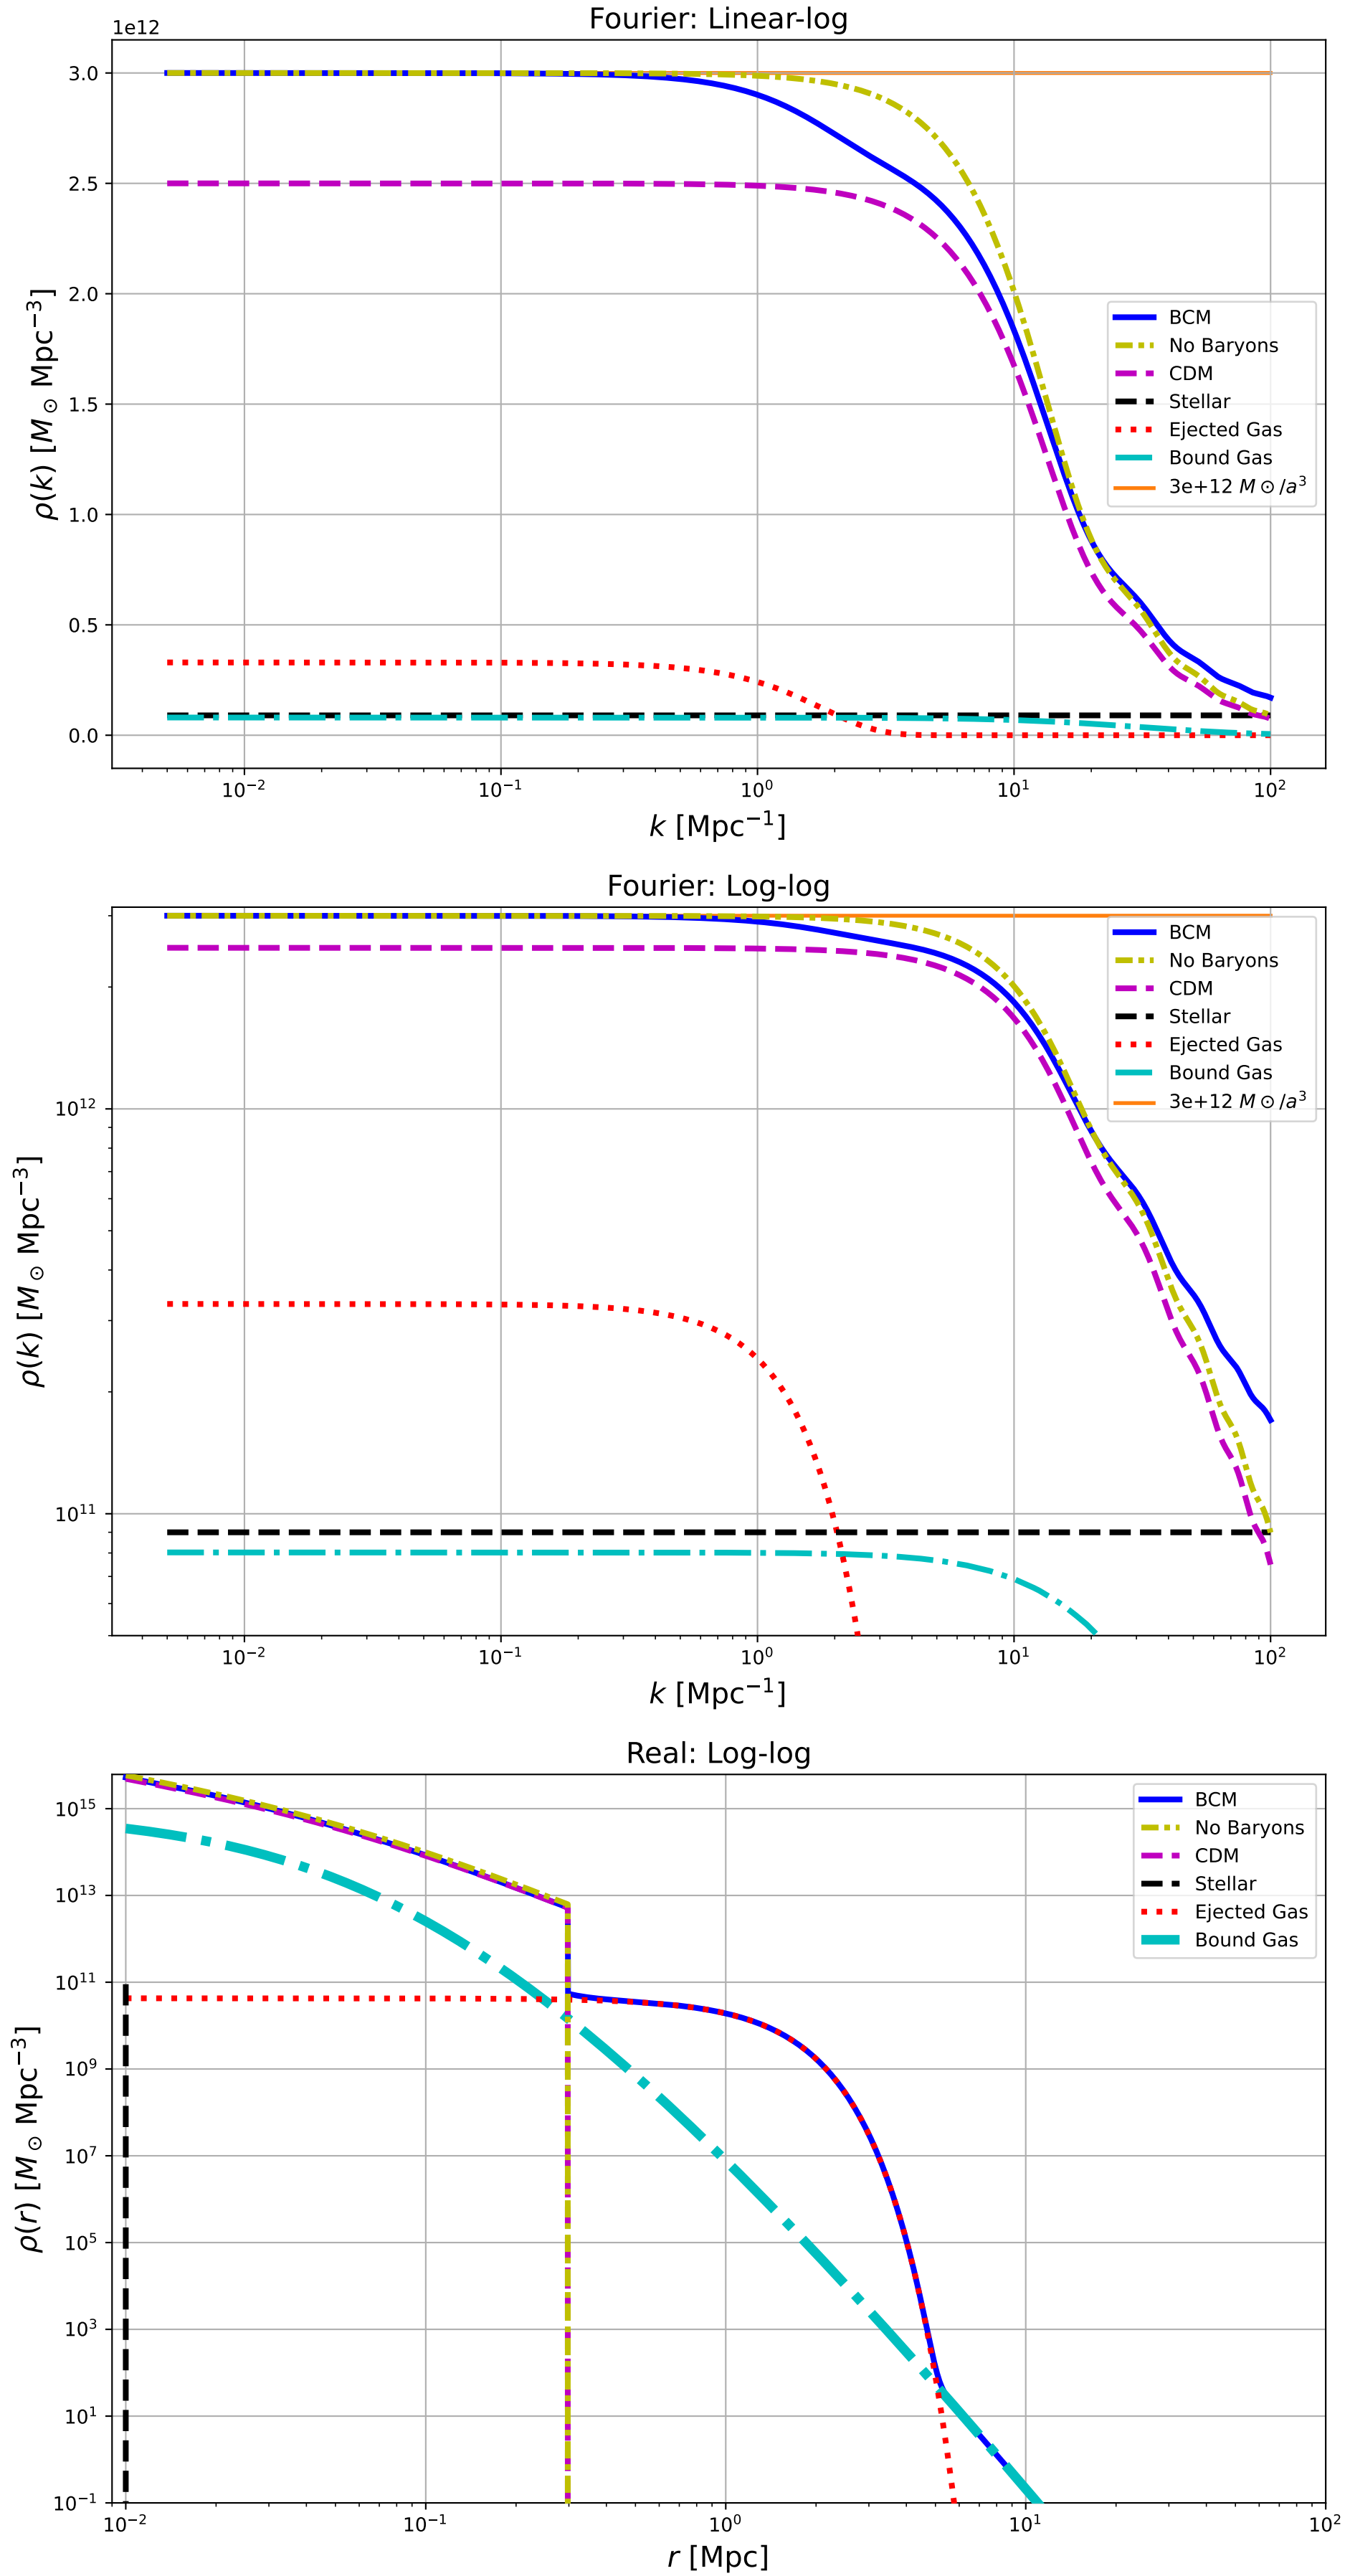 Fourier: Linear-log
1e12
3.0
2.5
2.0
1.5
1.0
0.5
0.0
ρ(k) [M⊙ Mpc⁻³]
BCM
No Baryons
CDM
Stellar
Ejected Gas
Bound Gas
3e+12 M⊙/a³
10⁻² 10⁻¹ 10⁰ 10¹ 10²
k [Mpc⁻¹]
Fourier: Log-log
10¹²
10¹¹
ρ(k) [M⊙ Mpc⁻³]
BCM
No Baryons
CDM
Stellar
Ejected Gas
Bound Gas
3e+12 M⊙/a³
10⁻² 10⁻¹ 10⁰ 10¹ 10²
k [Mpc⁻¹]
Real: Log-log
10¹⁵
10¹³
10¹¹
10⁹
10⁷
10⁵
10³
10¹
10⁻¹
ρ(r) [M⊙ Mpc⁻³]
BCM
No Baryons
CDM
Stellar
Ejected Gas
Bound Gas
10⁻² 10⁻¹ 10⁰ 10¹ 10²
r [Mpc]